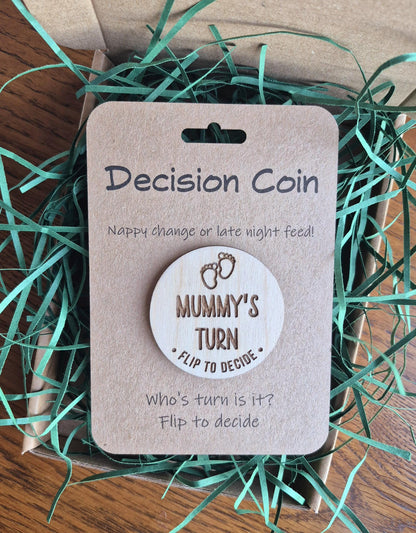 Decision Coin
Nappy change or late night feed!
MUMMY'S
TURN
• FLIP TO DECIDE •
Who's turn is it?
Flip to decide